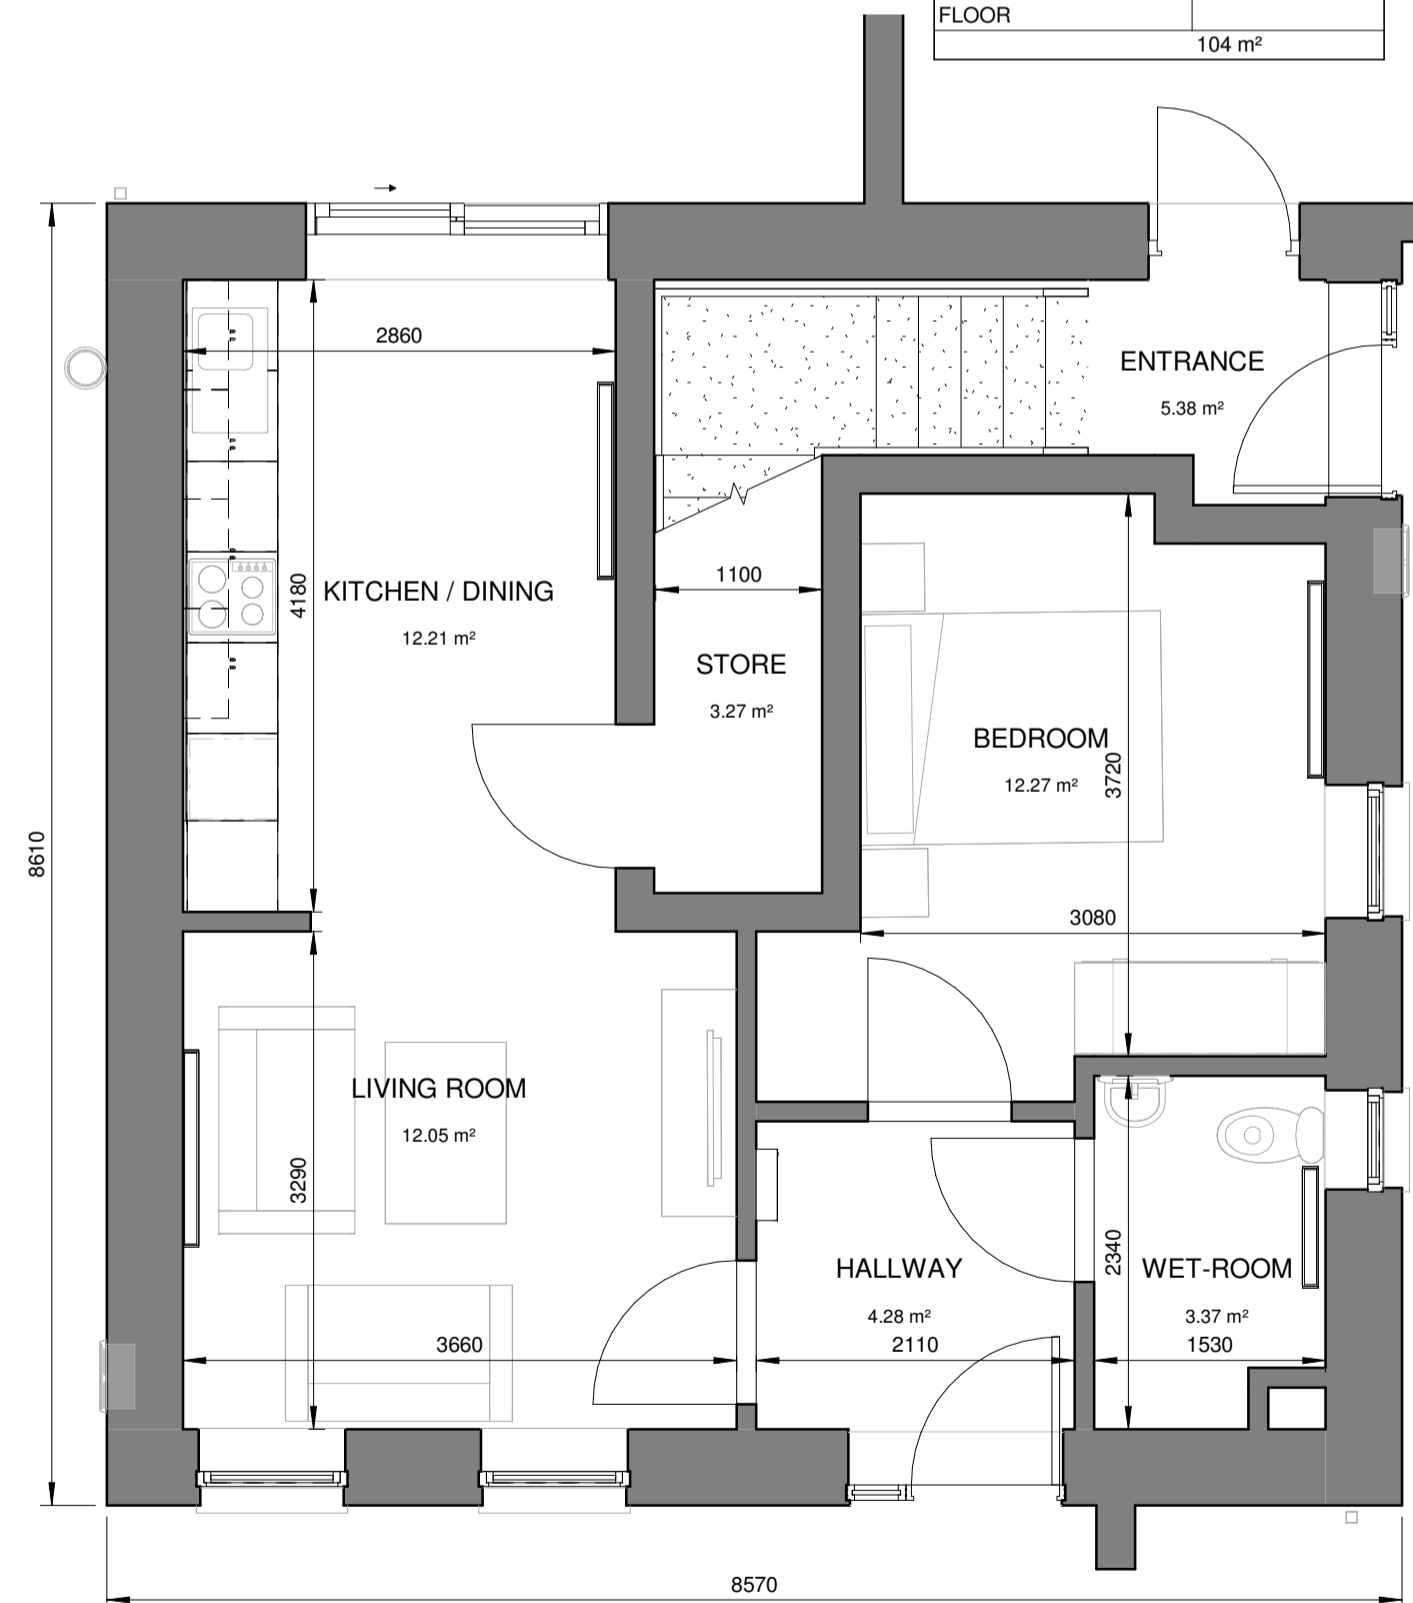 FLOOR
104 m²
2860
ENTRANCE
5.38 m²
1100
KITCHEN / DINING
12.21 m²
4180
STORE
3.27 m²
BEDROOM
12.27 m²
3720
8610
3080
LIVING ROOM
12.05 m²
3290
HALLWAY
4.28 m²
2340
WET-ROOM
3.37 m²
3660
2110
1530
8570